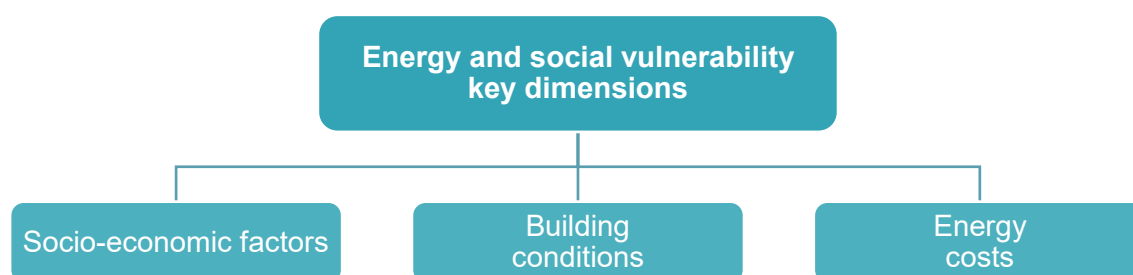 Energy and social vulnerability
key dimensions
Socio-economic factors
Building
conditions
Energy
costs